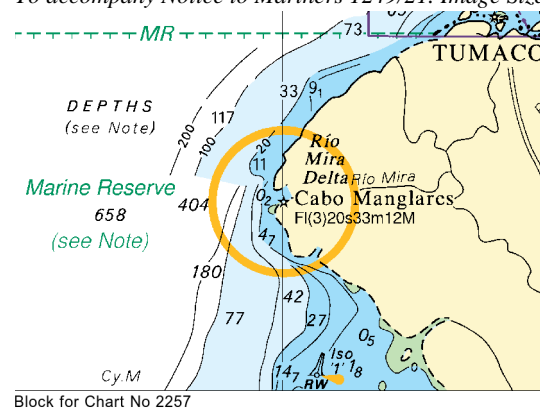 To accompany Notice to Mariners 1249/21. Image Size
MR
73
TUMACO
DEPTHS
(see Note)
33
9₁
117
200
100
20
11
Río
Mira
Delta
Río Mira
Marine Reserve
658
(see Note)
404
0₂
Cabo Manglares
Fl(3)20s33m12M
4₇
180
42
77
27
0₅
Iso
'1'
1₈
14₇
RW
Cy.M
Block for Chart No 2257